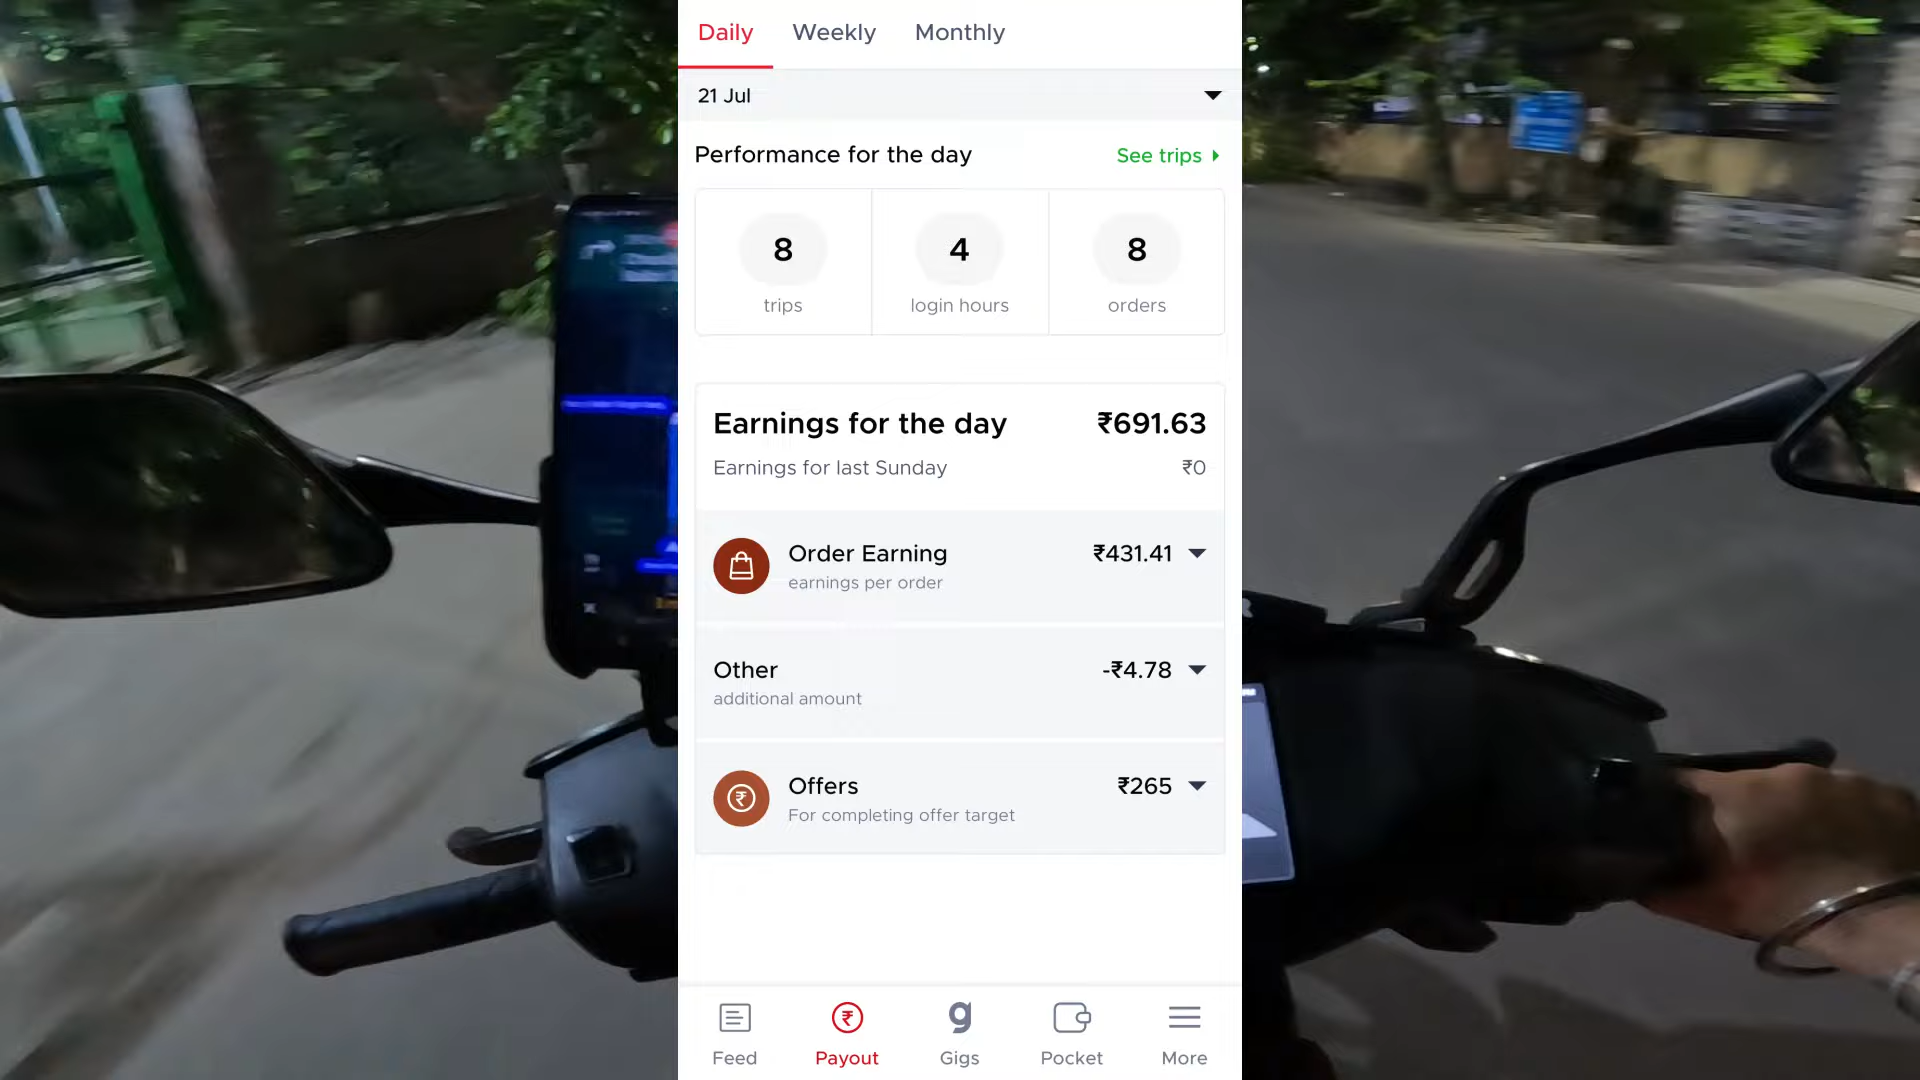 Daily Weekly Monthly
21 Jul
Performance for the day See trips
8 4 8
trips login hours orders
Earnings for the day ₹691.63
Earnings for last Sunday ₹0
Order Earning ₹431.41
earnings per order
Other -₹4.78
additional amount
Offers ₹265
For completing offer target
Feed Payout Gigs Pocket More